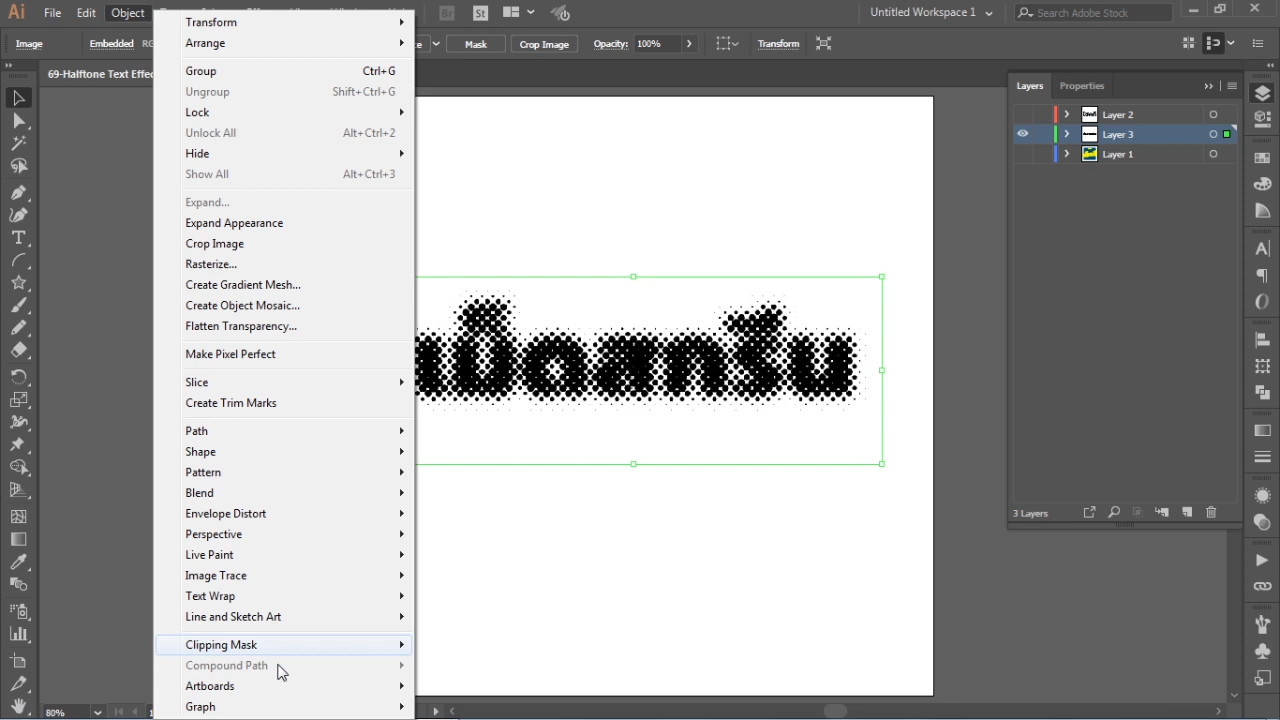 Ai File Edit Object Br St Untitled Workspace 1 Search Adobe Stock
Image Embedded Mask Crop Image Opacity: 100% Transform
69-Halftone Text Effec
Transform
Arrange
Group Ctrl+G
Ungroup Shift+Ctrl+G
Lock
Unlock All Alt+Ctrl+2
Hide
Show All Alt+Ctrl+3
Expand...
Expand Appearance
Crop Image
Rasterize...
Create Gradient Mesh...
Create Object Mosaic...
Flatten Transparency...
Make Pixel Perfect
Slice
Create Trim Marks
Path
Shape
Pattern
Blend
Envelope Distort
Perspective
Live Paint
Image Trace
Text Wrap
Line and Sketch Art
Clipping Mask
Compound Path
Artboards
Graph
Layers Properties
Layer 2
Layer 3
Layer 1
3 Layers
80%